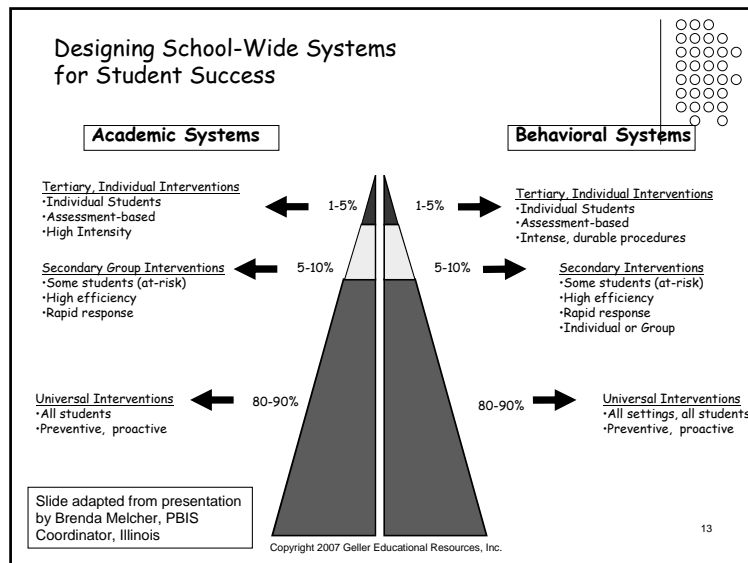 Designing School-Wide Systems
for Student Success
Academic Systems
Behavioral Systems
Tertiary, Individual Interventions
•Individual Students
•Assessment-based
•High Intensity
1-5%
1-5%
Tertiary, Individual Interventions
•Individual Students
•Assessment-based
•Intense, durable procedures
Secondary Group Interventions
•Some students (at-risk)
•High efficiency
•Rapid response
5-10%
5-10%
Secondary Interventions
•Some students (at-risk)
•High efficiency
•Rapid response
•Individual or Group
Universal Interventions
•All students
•Preventive, proactive
80-90%
80-90%
Universal Interventions
•All settings, all students
•Preventive, proactive
Slide adapted from presentation
by Brenda Melcher, PBIS
Coordinator, Illinois
Copyright 2007 Geller Educational Resources, Inc.
13